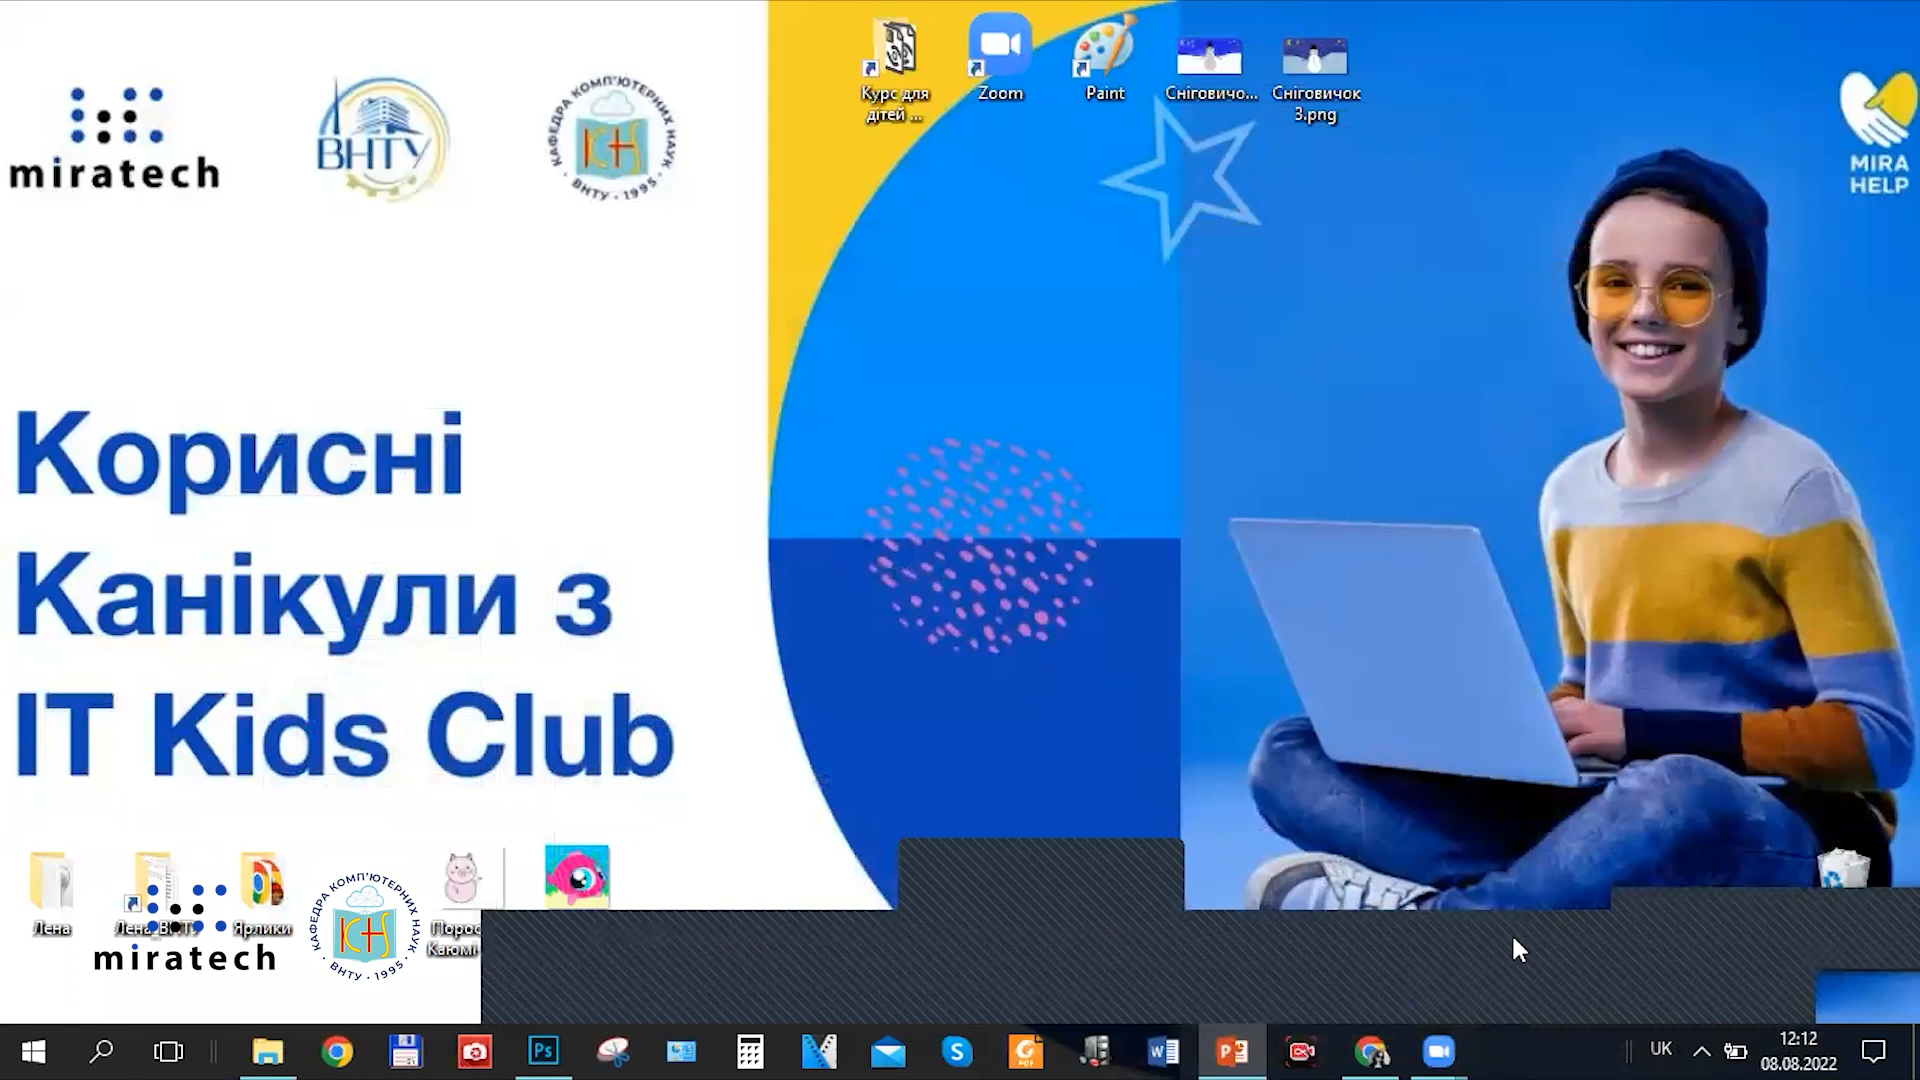 miratech
ВНТУ
КАФЕДРА КОМП'ЮТЕРНИХ НАУК
ВНТУ • 1995
Курс для
дітей ...
Zoom
Paint
Сніговичо...
Сніговичок
3.png
MIRA
HELP
Корисні
Канікули з
IT Kids Club
Лена
Лена_ВНТУ
Ярлики
miratech
КАФЕДРА КОМП'ЮТЕРНИХ НАУК
ВНТУ • 1995
UK
12:12
08.08.2022